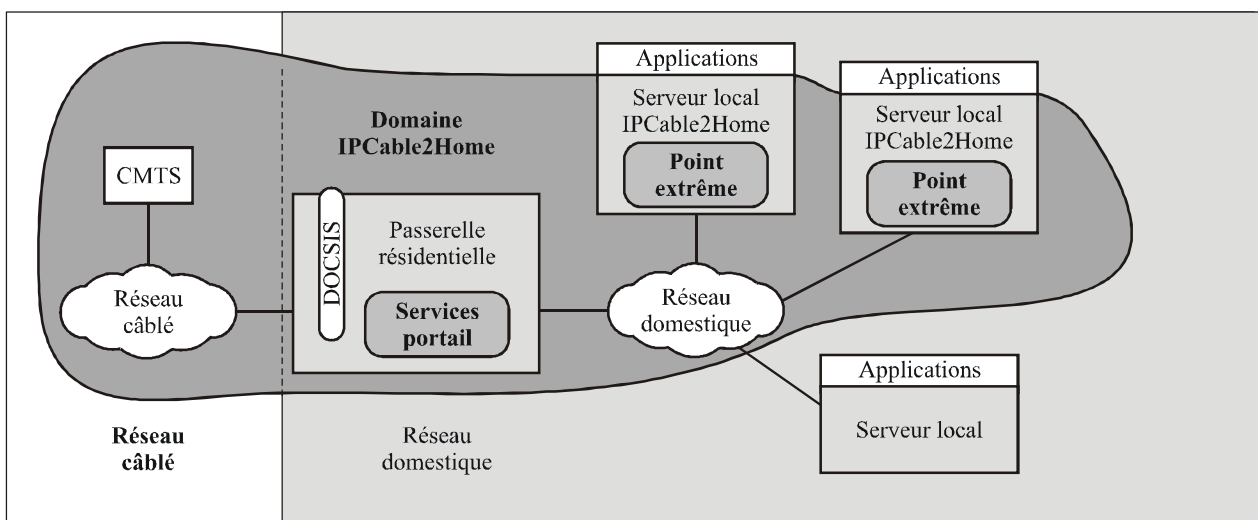 Applications
Serveur local
IPCable2Home
Point
extrême
Applications
Serveur local
IPCable2Home
Point
extrême
Domaine
IPCable2Home
CMTS
DOCSIS
Passerelle
résidentielle
Services
portail
Réseau
câblé
Réseau
domestique
Applications
Serveur local
Réseau
câblé
Réseau
domestique